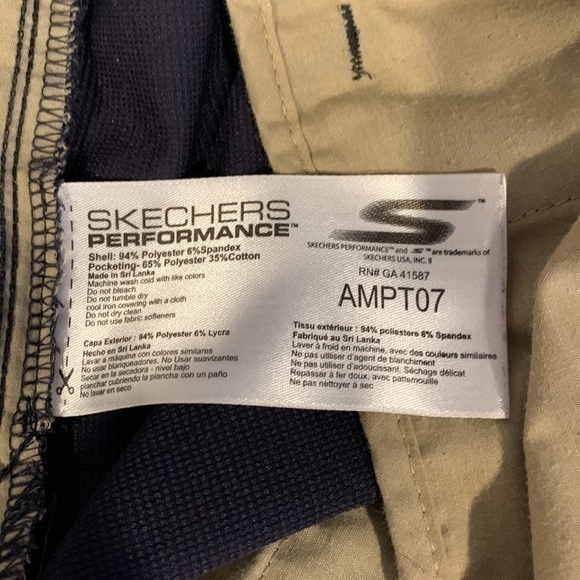 SKECHERS
PERFORMANCE™
Shell: 94% Polyester 6%Spandex
Pocketing- 65% Polyester 35%Cotton
Made in Sri Lanka
Machine wash cold with like colors
Do not bleach
Do not tumble dry
cool iron covering with a cloth
Do not dry clean
Do not use fabric softeners
Capa Exterior : 94% Polyester 6% Lycra
Hecho en Sri Lanka
Lavar a máquina con colores similares
No usar blanqueadores. No Usar suavizantes
Secar en la secadora - nivel bajo
planchar cubriendo la plancha con un paño
No lavar en seco
SKECHERS PERFORMANCE™ and S™ are trademarks of
SKECHERS USA, INC. II
RN# GA 41587
AMPT07
Tissu extérieur : 94% poliestere 6% Spandex
Fabriqué au Sri Lanka
Laver à froid en machine, avec des couleurs similaires
Ne pas utiliser d'agent de blanchiment
Ne pas utiliser d'adoucissant. Séchage délicat
Repasser à fer doux, avec pattemouille
Ne pas nettoyer à sec